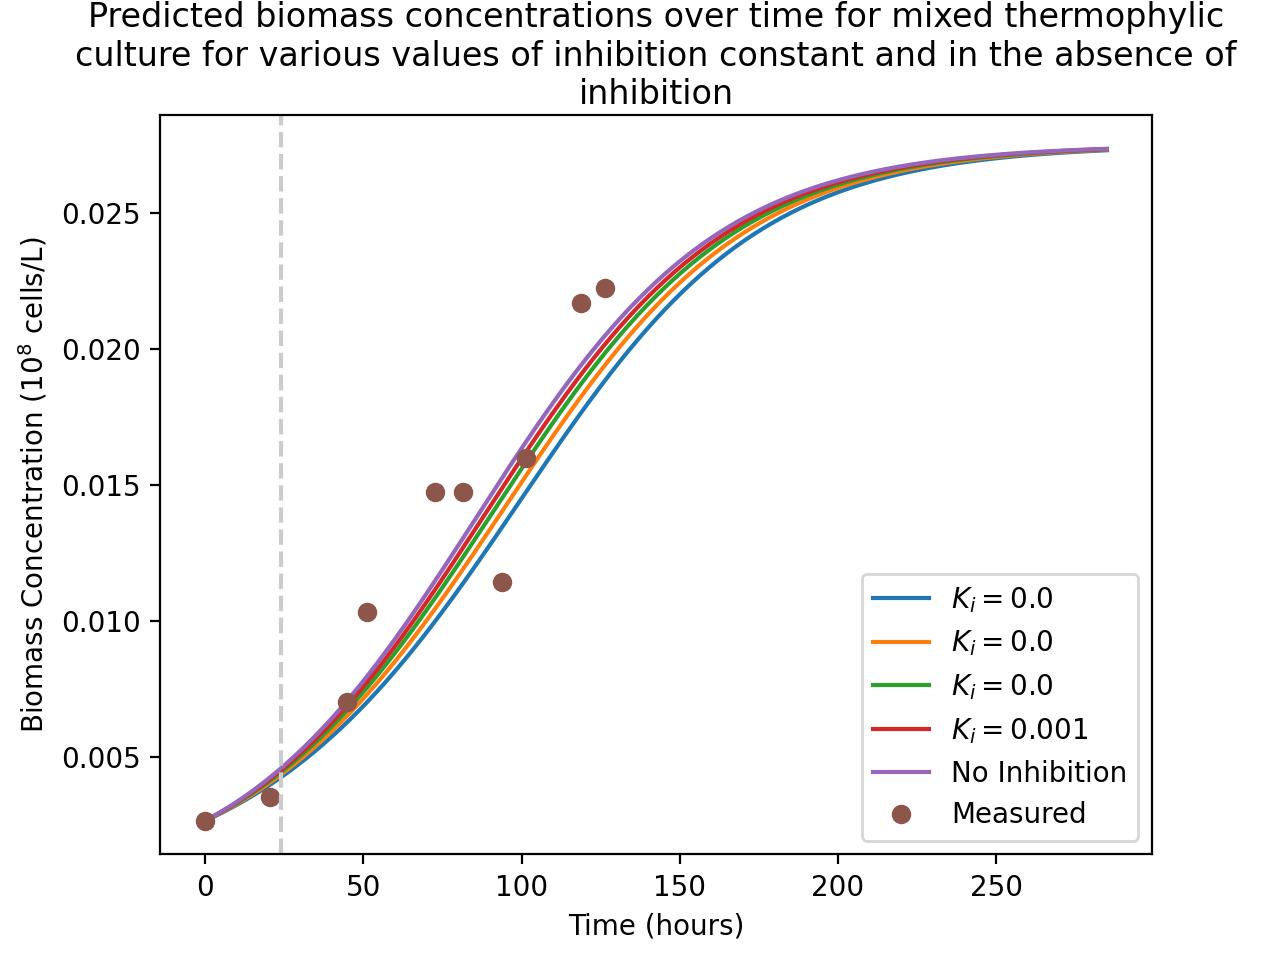 Predicted biomass concentrations over time for mixed thermophylic
culture for various values of inhibition constant and in the absence of
inhibition
0.025
0.020
0.015
0.010
0.005
Biomass Concentration (10⁸ cells/L)
0 50 100 150 200 250
Time (hours)
Kᵢ = 0.0
Kᵢ = 0.0
Kᵢ = 0.0
Kᵢ = 0.001
No Inhibition
Measured